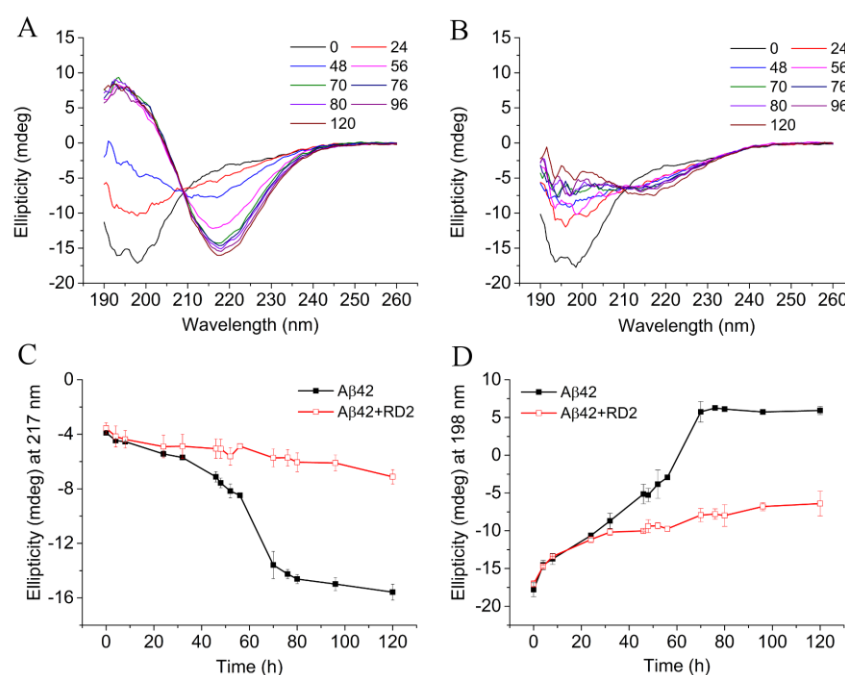 A
Ellipticity (mdeg)
15
10
5
0
-5
-10
-15
-20
0 24
48 56
70 76
80 96
120
190 200 210 220 230 240 250 260
Wavelength (nm)
B
Ellipticity (mdeg)
15
10
5
0
-5
-10
-15
-20
0 24
48 56
70 76
80 96
120
190 200 210 220 230 240 250 260
Wavelength (nm)
C
Ellipticity (mdeg) at 217 nm
0
-4
-8
-12
-16
Aβ42
Aβ42+RD2
0 20 40 60 80 100 120
Time (h)
D
Ellipticity (mdeg) at 198 nm
10
5
0
-5
-10
-15
-20
Aβ42
Aβ42+RD2
0 20 40 60 80 100 120
Time (h)